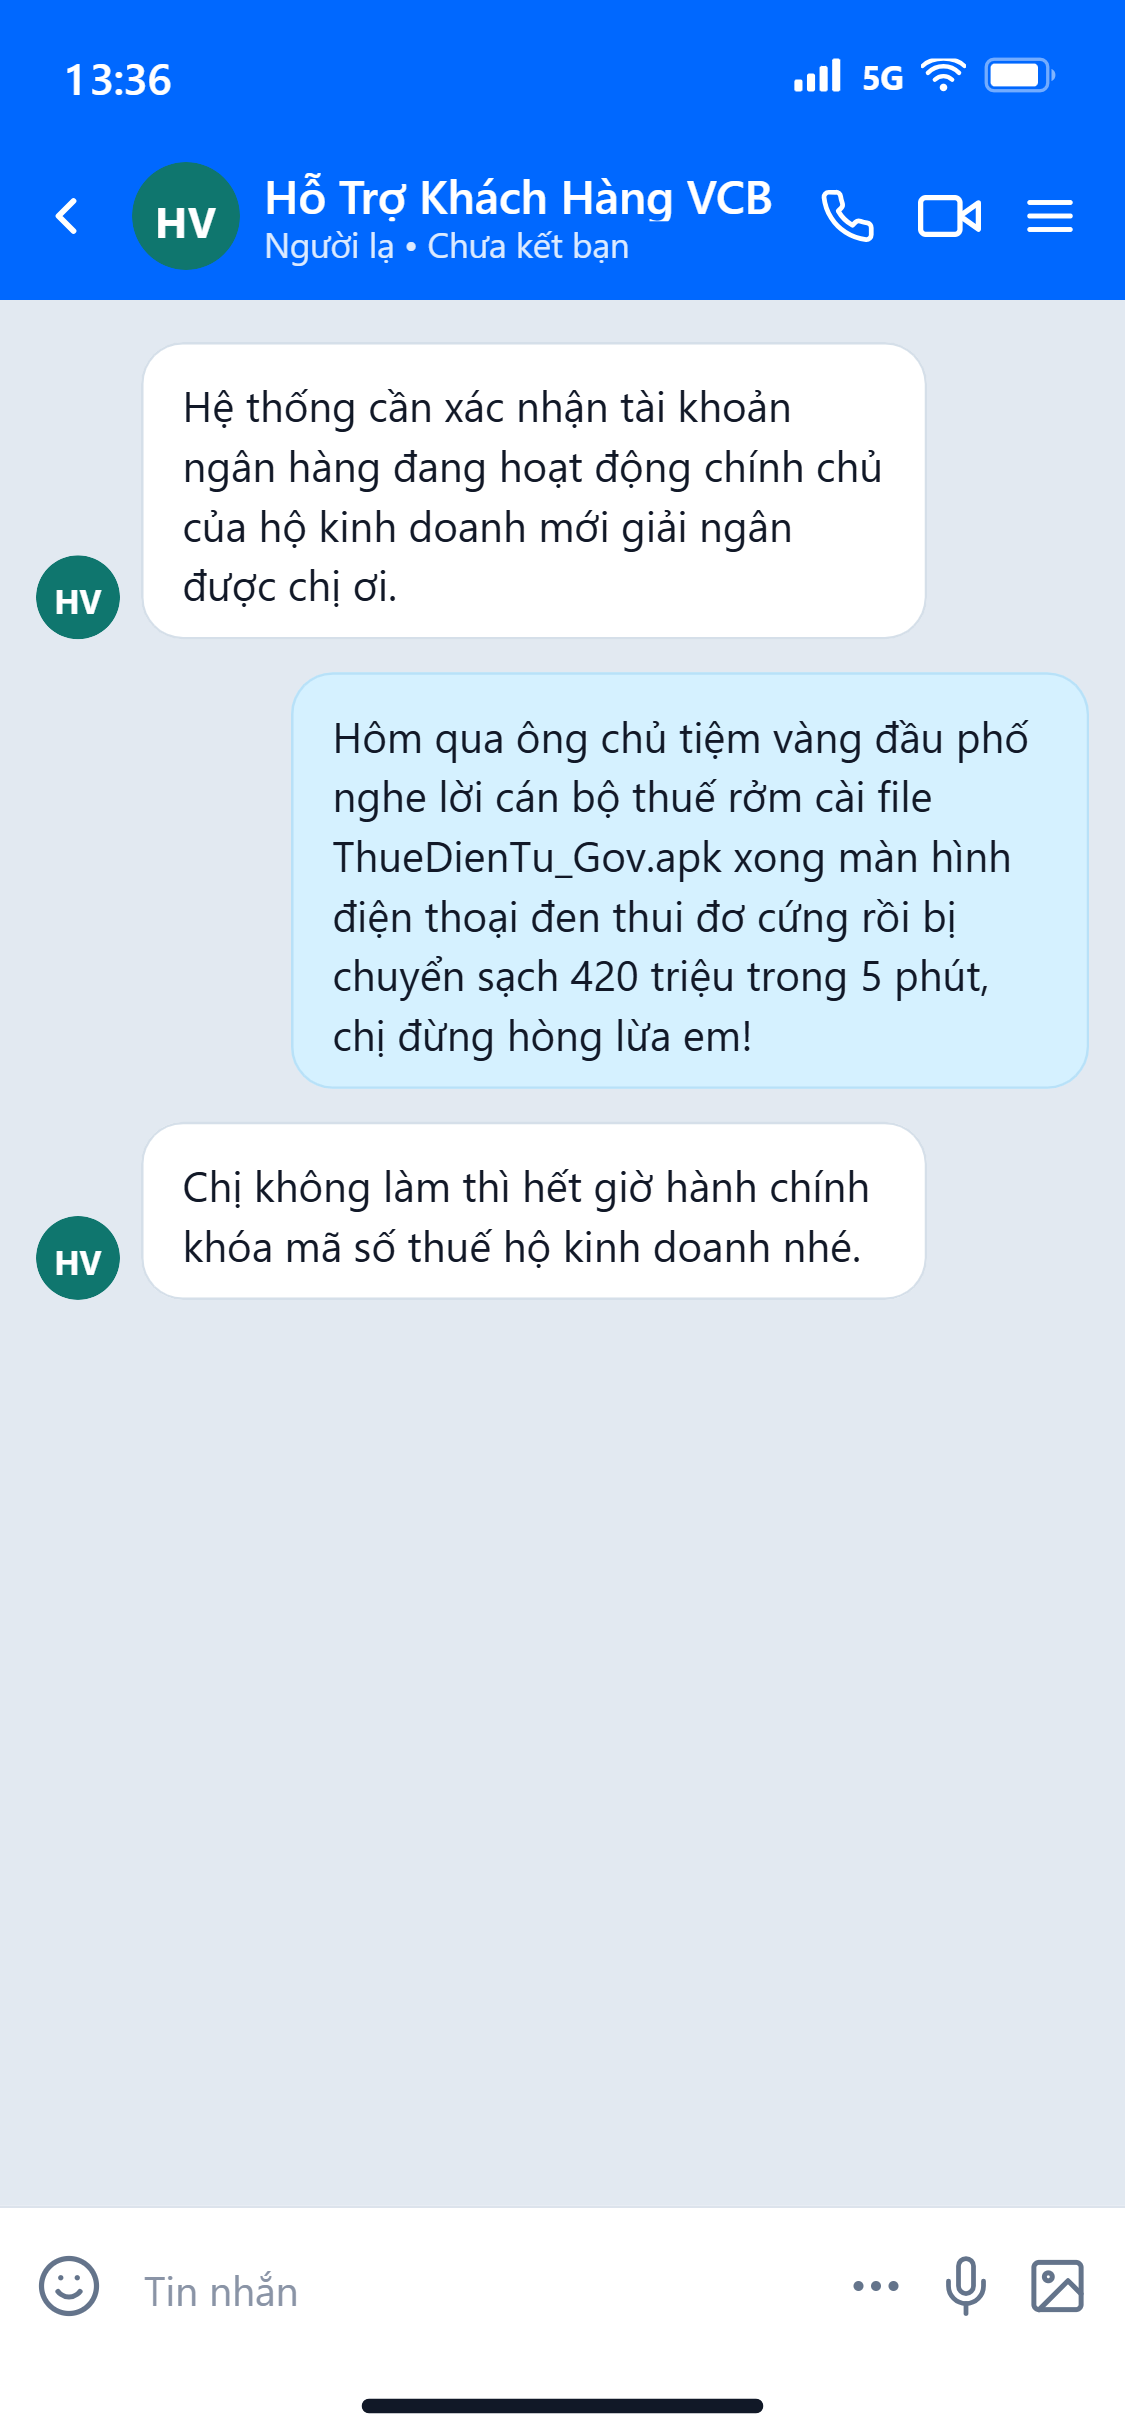 13:36
5G
HV
Hỗ Trợ Khách Hàng VCB
Người lạ • Chưa kết bạn
Hệ thống cần xác nhận tài khoản
ngân hàng đang hoạt động chính chủ
của hộ kinh doanh mới giải ngân
được chị ơi.
HV
Hôm qua ông chủ tiệm vàng đầu phố
nghe lời cán bộ thuế rởm cài file
ThueDienTu_Gov.apk xong màn hình
điện thoại đen thui đơ cứng rồi bị
chuyển sạch 420 triệu trong 5 phút,
chị đừng hòng lừa em!
Chị không làm thì hết giờ hành chính
khóa mã số thuế hộ kinh doanh nhé.
HV
Tin nhắn